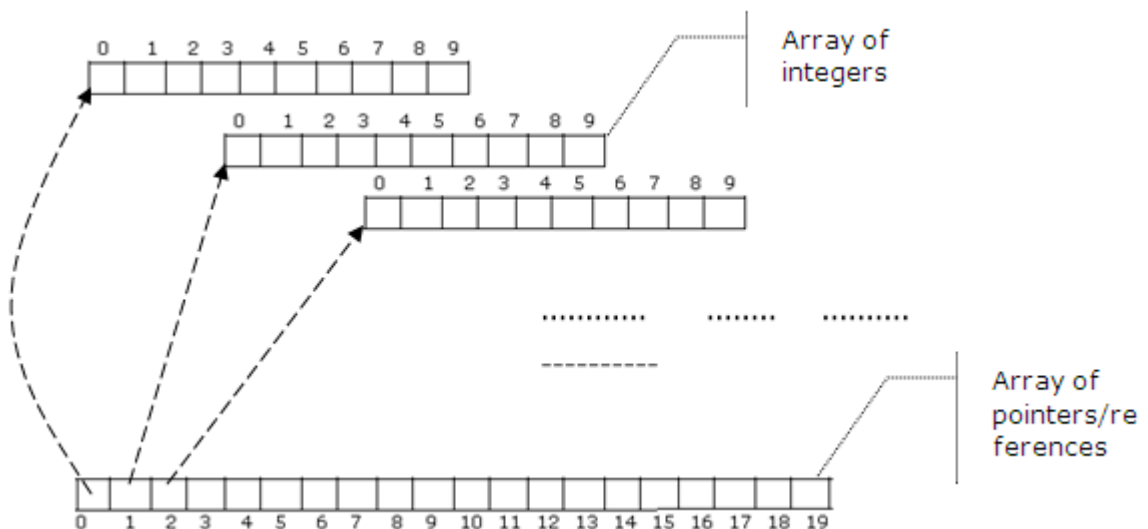 0 1 2 3 4 5 6 7 8 9
Array of
integers
0 1 2 3 4 5 6 7 8 9
0 1 2 3 4 5 6 7 8 9
Array of
pointers/re
ferences
0 1 2 3 4 5 6 7 8 9 10 11 12 13 14 15 16 17 18 19